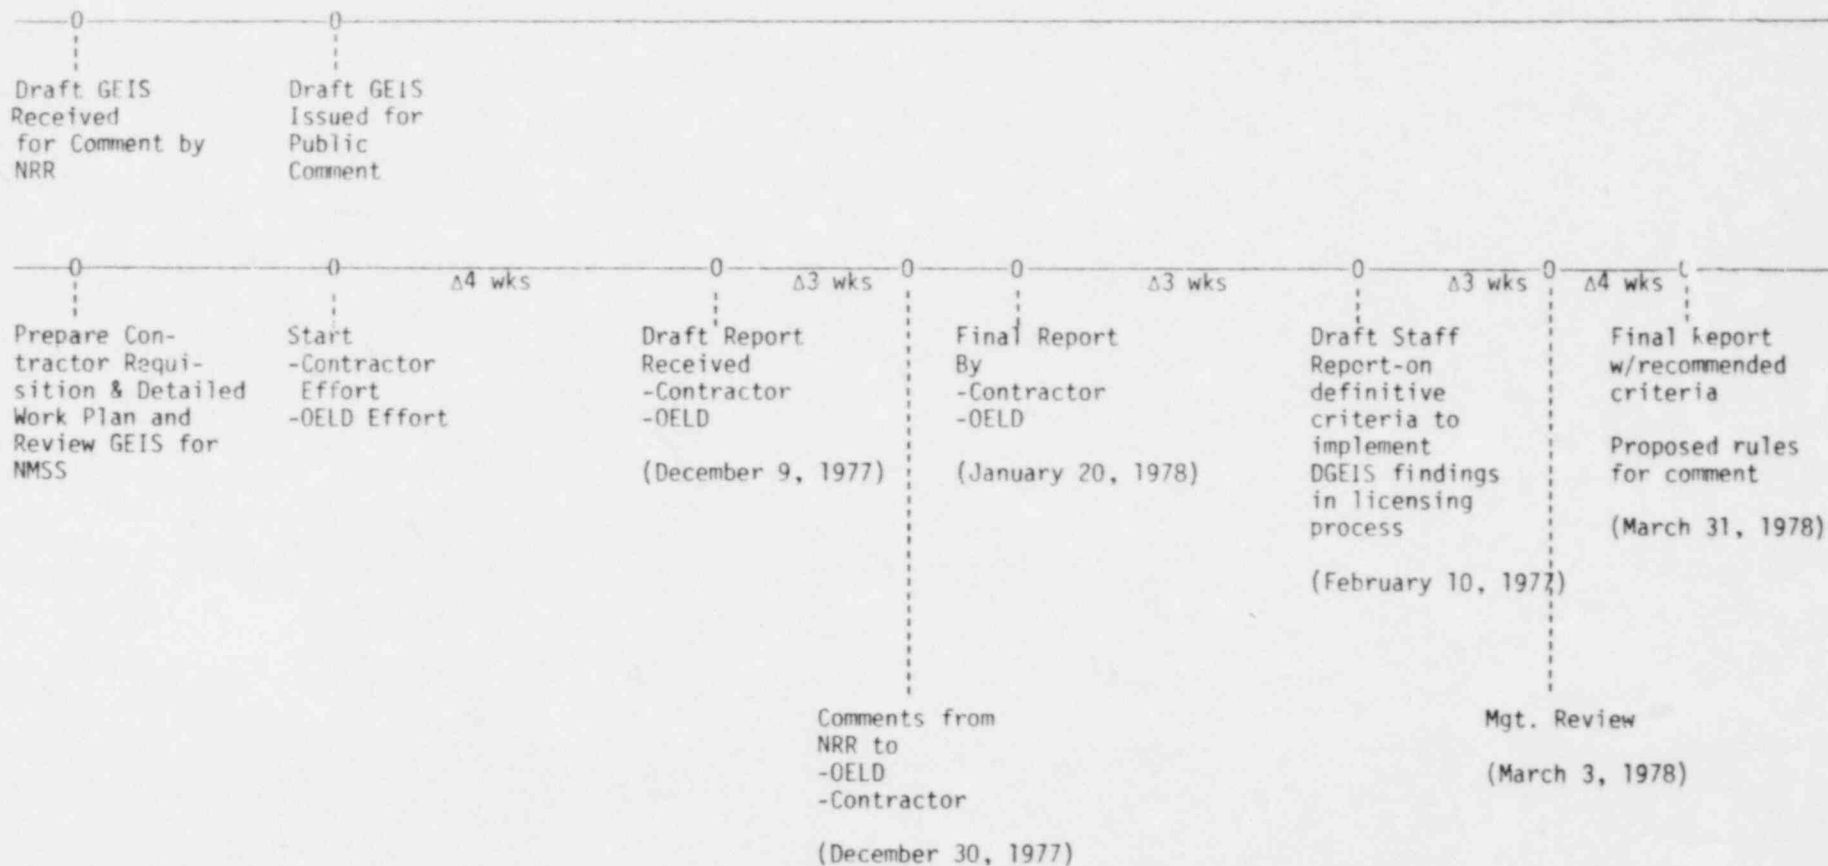 Draft GEIS
Received
for Comment by
NRR
Draft GEIS
Issued for
Public
Comment
Δ4 wks
Δ3 wks
Δ3 wks
Δ3 wks
Δ4 wks
Prepare Con-
tractor Requi-
sition & Detailed
Work Plan and
Review GEIS for
NMSS
Start
-Contractor
Effort
-OELD Effort
Draft Report
Received
-Contractor
-OELD
(December 9, 1977)
Comments from
NRR to
-OELD
-Contractor
(December 30, 1977)
Final Report
By
-Contractor
-OELD
(January 20, 1978)
Draft Staff
Report-on
definitive
criteria to
implement
DGEIS findings
in licensing
process
(February 10, 1977)
Mgt. Review
(March 3, 1978)
Final Report
w/recommended
criteria
Proposed rules
for comment
(March 31, 1978)